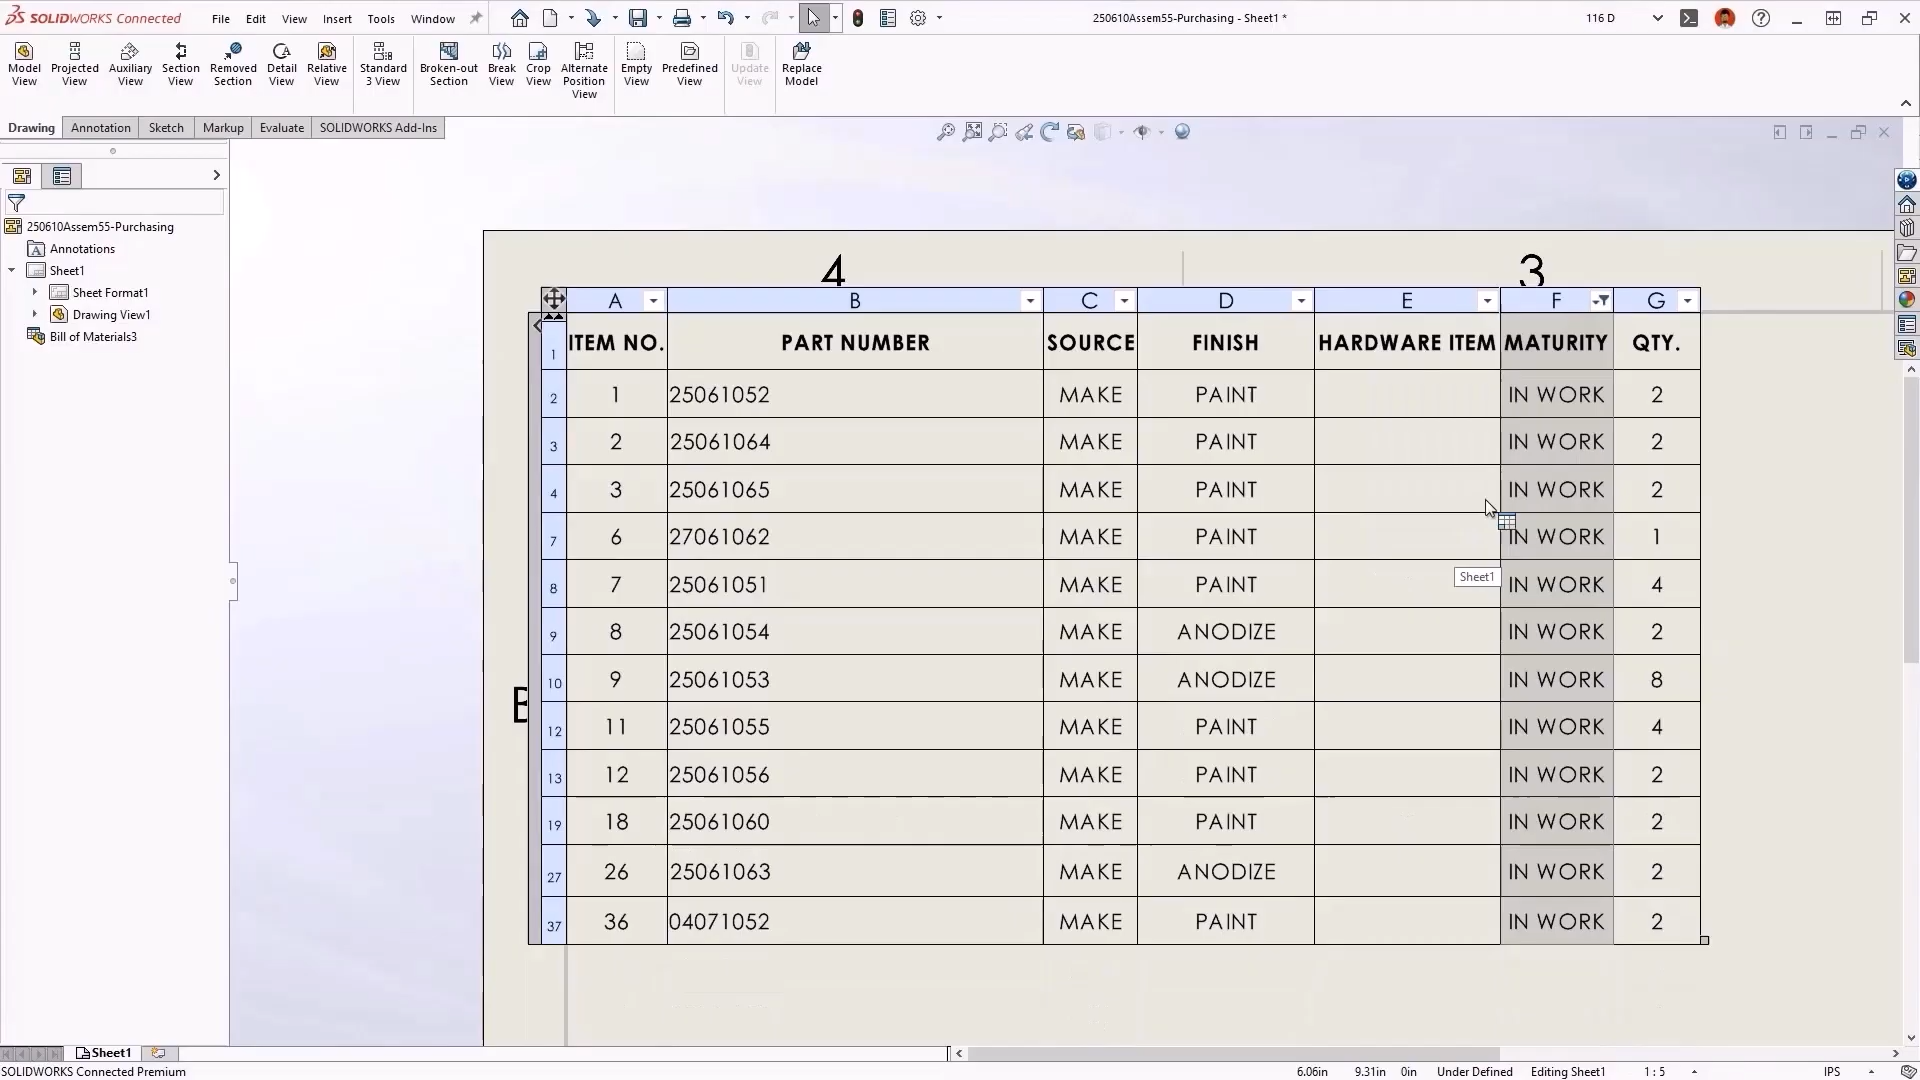 SOLIDWORKS Connected File Edit View Insert Tools Window 250610Assem55-Purchasing - Sheet1 * 116 D
Model View
Projected View
Auxiliary View
Section View
Removed Section
Detail View
Relative View
Standard 3 View
Broken-out Section
Break View
Crop View
Alternate Position View
Empty View
Predefined View
Update View
Replace Model
Drawing Annotation Sketch Markup Evaluate SOLIDWORKS Add-Ins
250610Assem55-Purchasing
Annotations
Sheet1
Sheet Format1
Drawing View1
Bill of Materials3
4 3
A B C D E F G
1 ITEM NO. PART NUMBER SOURCE FINISH HARDWARE ITEM MATURITY QTY.
2 1 25061052 MAKE PAINT IN WORK 2
3 2 25061064 MAKE PAINT IN WORK 2
4 3 25061065 MAKE PAINT IN WORK 2
7 6 27061062 MAKE PAINT IN WORK 1
Sheet1
8 7 25061051 MAKE PAINT IN WORK 4
9 8 25061054 MAKE ANODIZE IN WORK 2
10 9 25061053 MAKE ANODIZE IN WORK 8
B
12 11 25061055 MAKE PAINT IN WORK 4
13 12 25061056 MAKE PAINT IN WORK 2
19 18 25061060 MAKE PAINT IN WORK 2
27 26 25061063 MAKE ANODIZE IN WORK 2
37 36 04071052 MAKE PAINT IN WORK 2
Sheet1
SOLIDWORKS Connected Premium 6.06in 9.31in 0in Under Defined Editing Sheet1 1 : 5 IPS